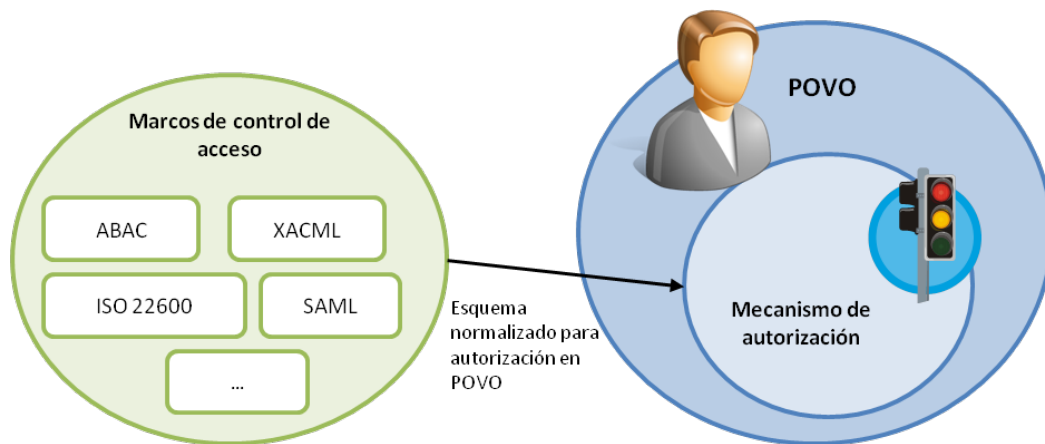 Marcos de control de
acceso
ABAC
XACML
ISO 22600
SAML
...
Esquema
normalizado para
autorización en
POVO
POVO
Mecanismo de
autorización